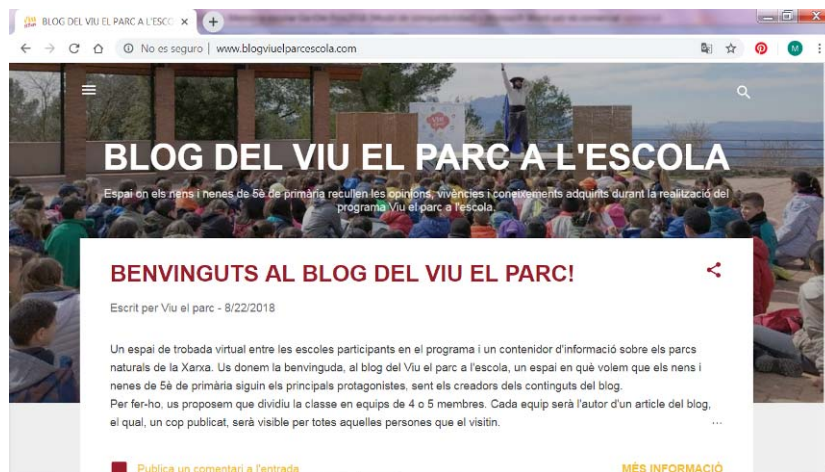 BLOG DEL VIU EL PARC A L'ESCO
No es seguro | www.blogviuelparcescola.com
M
BLOG DEL VIU EL PARC A L'ESCOLA
Espai on els nens i nenes de 5è de primària recullen les opinions, vivències i coneixements adquirits durant la realització del
programa Viu el parc a l'escola.
BENVINGUTS AL BLOG DEL VIU EL PARC!
Escrit per Viu el parc - 8/22/2018
Un espai de trobada virtual entre les escoles participants en el programa i un contenidor d'informació sobre els parcs
naturals de la Xarxa. Us donem la benvinguda, al blog del Viu el parc a l'escola, un espai en què volem que els nens i
nenes de 5è de primària siguin els principals protagonistes, sent els creadors dels continguts del blog.
Per fer-ho, us proposem que dividiu la classe en equips de 4 o 5 membres. Cada equip serà l'autor d'un article del blog,
el qual, un cop publicat, serà visible per totes aquelles persones que el visitin.
...
Publica un comentari a l'entrada
MÉS INFORMACIÓ